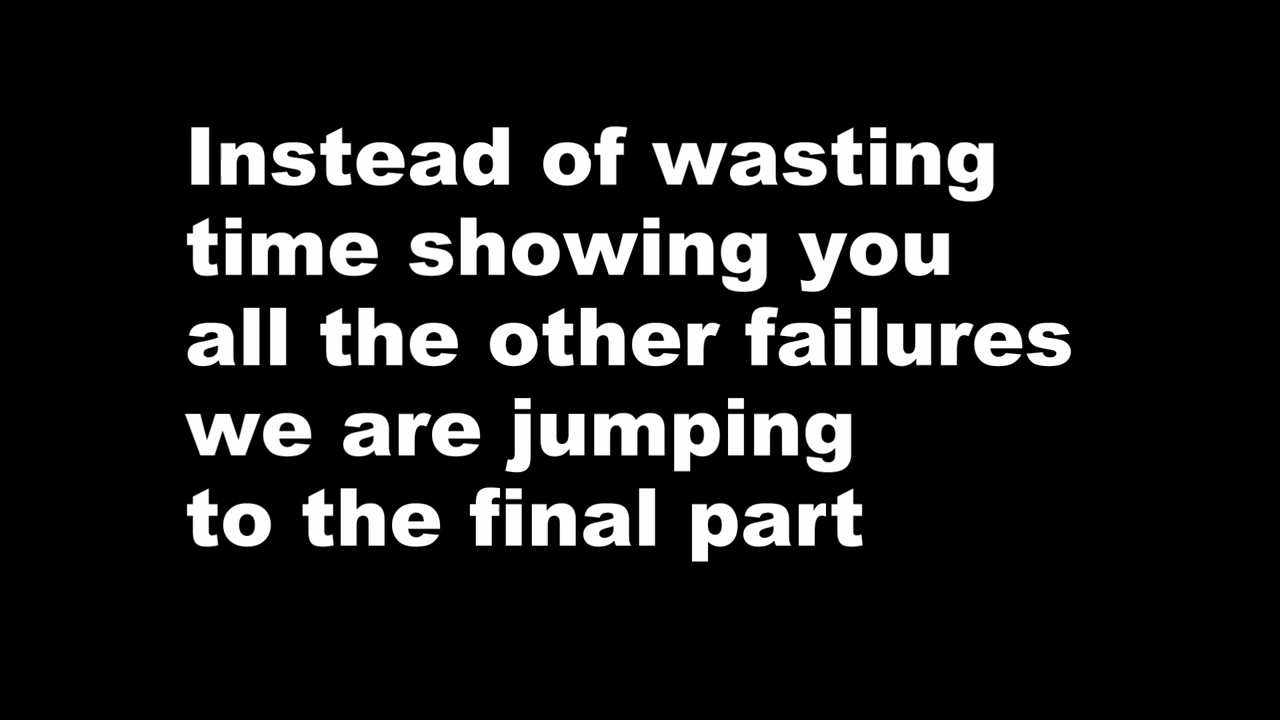 Instead of wasting
time showing you
all the other failures
we are jumping
to the final part